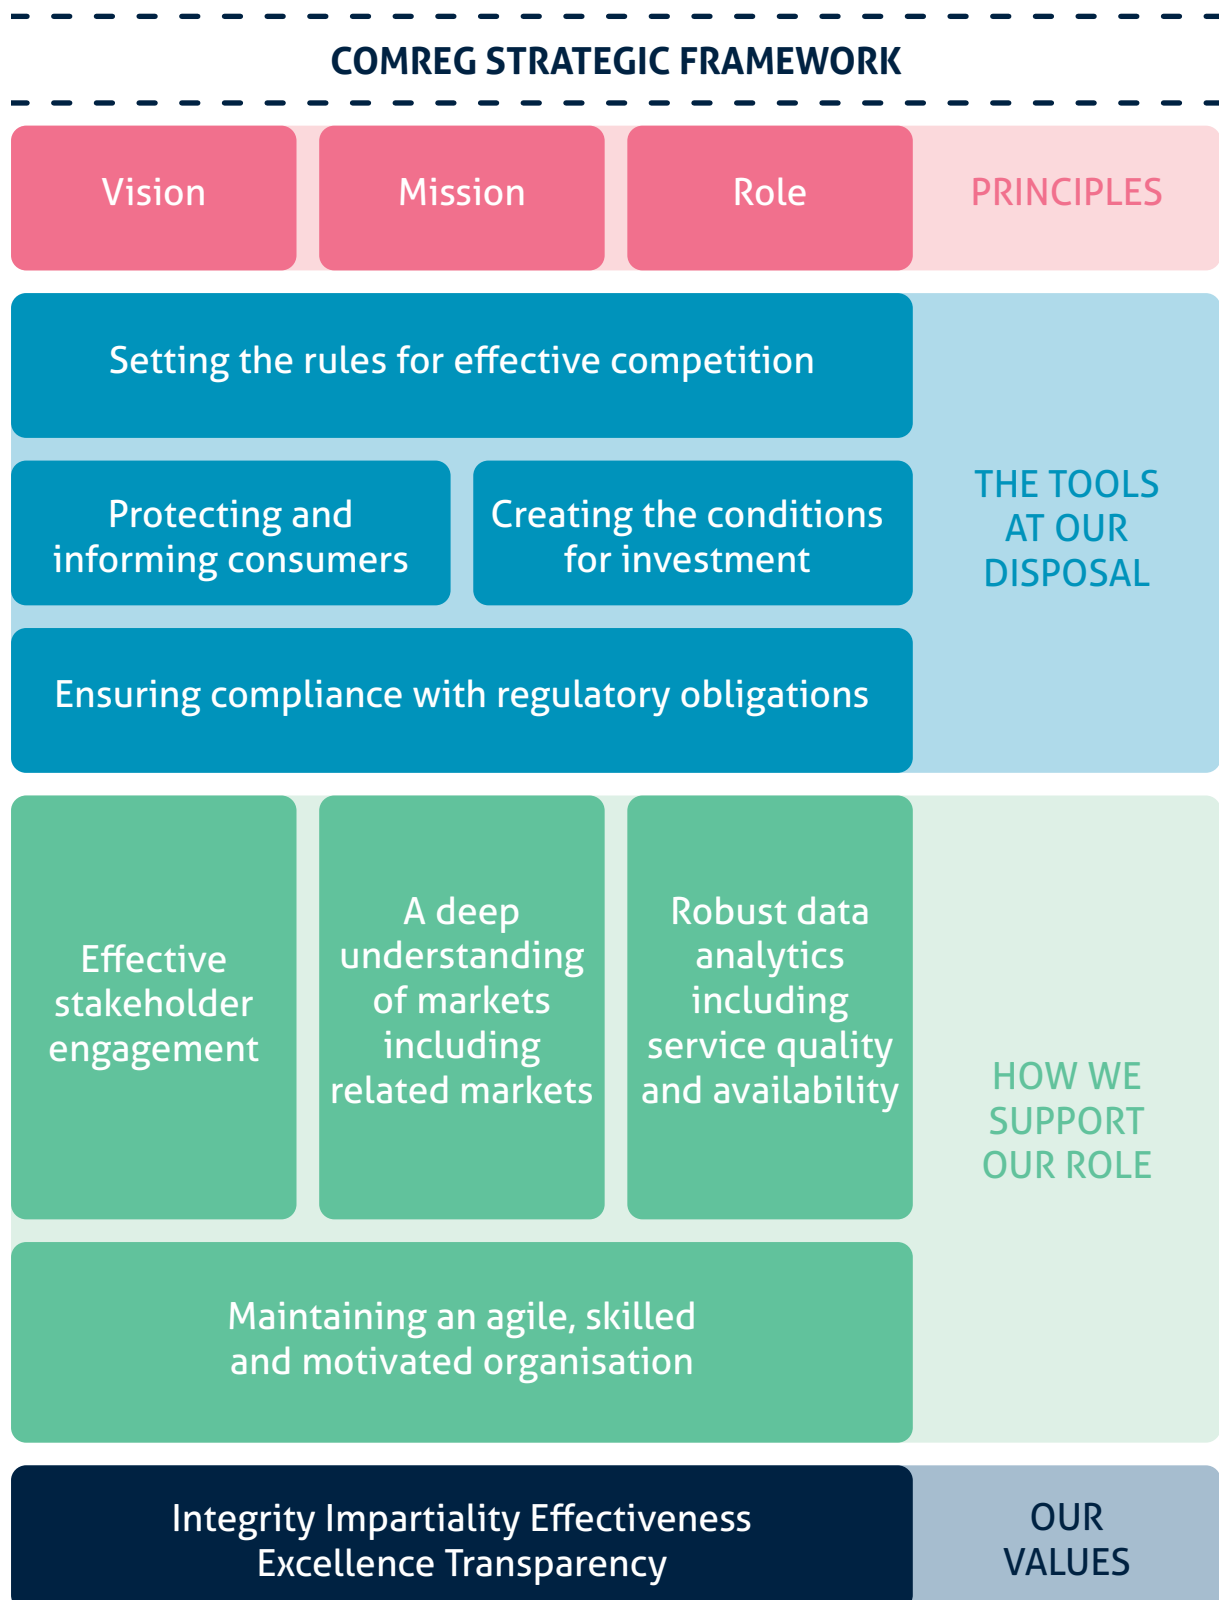 COMREG STRATEGIC FRAMEWORK
Vision
Mission
Role
PRINCIPLES
Setting the rules for effective competition
Protecting and
informing consumers
Creating the conditions
for investment
Ensuring compliance with regulatory obligations
THE TOOLS
AT OUR
DISPOSAL
Effective
stakeholder
engagement
A deep
understanding
of markets
including
related markets
Robust data
analytics
including
service quality
and availability
Maintaining an agile, skilled
and motivated organisation
HOW WE
SUPPORT
OUR ROLE
Integrity Impartiality Effectiveness
Excellence Transparency
OUR
VALUES